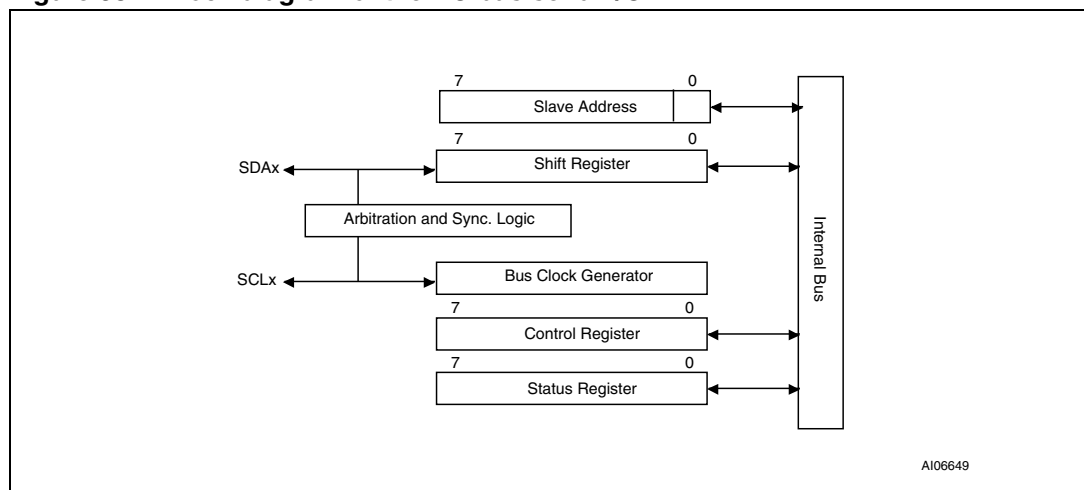 7 0
Slave Address
7 0
SDAx
Shift Register
Arbitration and Sync. Logic
SCLx
Bus Clock Generator
7 0
Control Register
7 0
Status Register
Internal Bus
AI06649